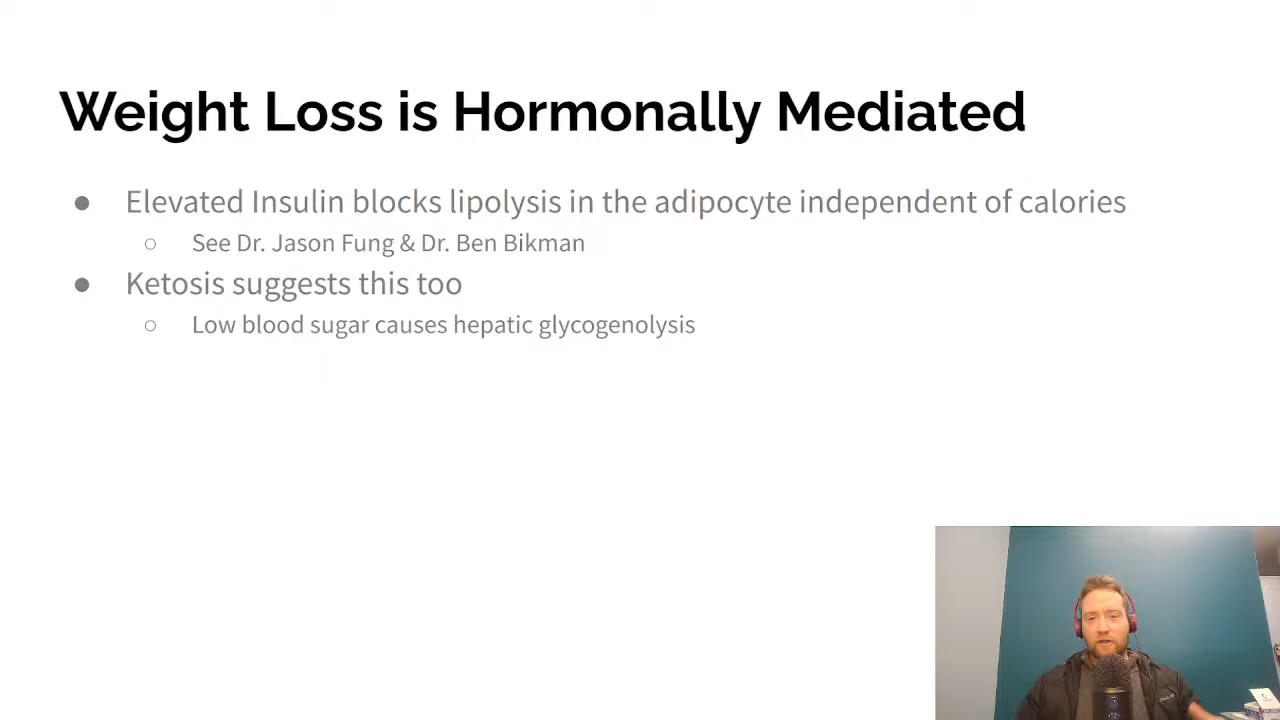 Weight Loss is Hormonally Mediated
● Elevated Insulin blocks lipolysis in the adipocyte independent of calories
○ See Dr. Jason Fung & Dr. Ben Bikman
● Ketosis suggests this too
○ Low blood sugar causes hepatic glycogenolysis